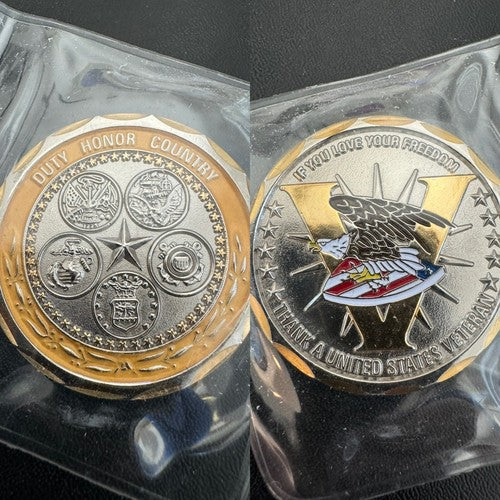 DUTY HONOR COUNTRY
IF YOU LOVE YOUR FREEDOM
V
THANK A UNITED STATES VETERAN